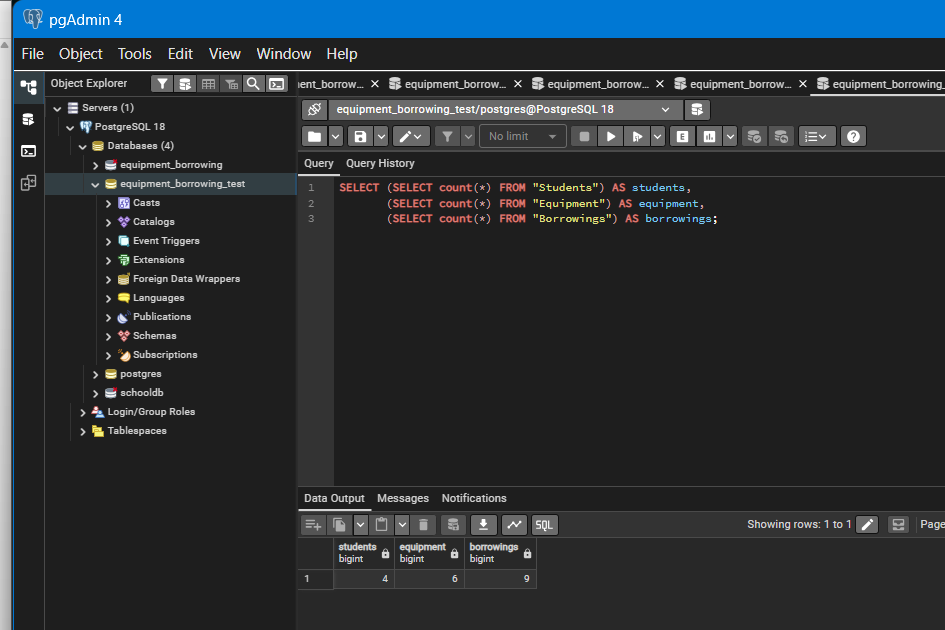 pgAdmin 4
File Object Tools Edit View Window Help
Object Explorer
ent_borrow... equipment_borrow... equipment_borrow... equipment_borrow... equipment_borrowing_
equipment_borrowing_test/postgres@PostgreSQL 18
No limit
E
Servers (1)
PostgreSQL 18
Databases (4)
equipment_borrowing
equipment_borrowing_test
Casts
Catalogs
Event Triggers
Extensions
Foreign Data Wrappers
Languages
Publications
Schemas
Subscriptions
postgres
schooldb
Login/Group Roles
Tablespaces
Query Query History
1 SELECT (SELECT count(*) FROM "Students") AS students,
2 (SELECT count(*) FROM "Equipment") AS equipment,
3 (SELECT count(*) FROM "Borrowings") AS borrowings;
Data Output Messages Notifications
SQL Showing rows: 1 to 1 Page
students equipment borrowings
bigint bigint bigint
1 4 6 9